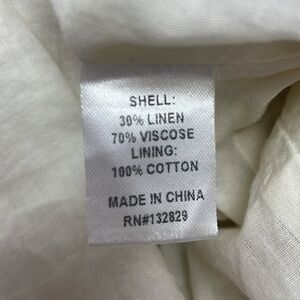 SHELL:
30% LINEN
70% VISCOSE
LINING:
100% COTTON
MADE IN CHINA
RN#132829